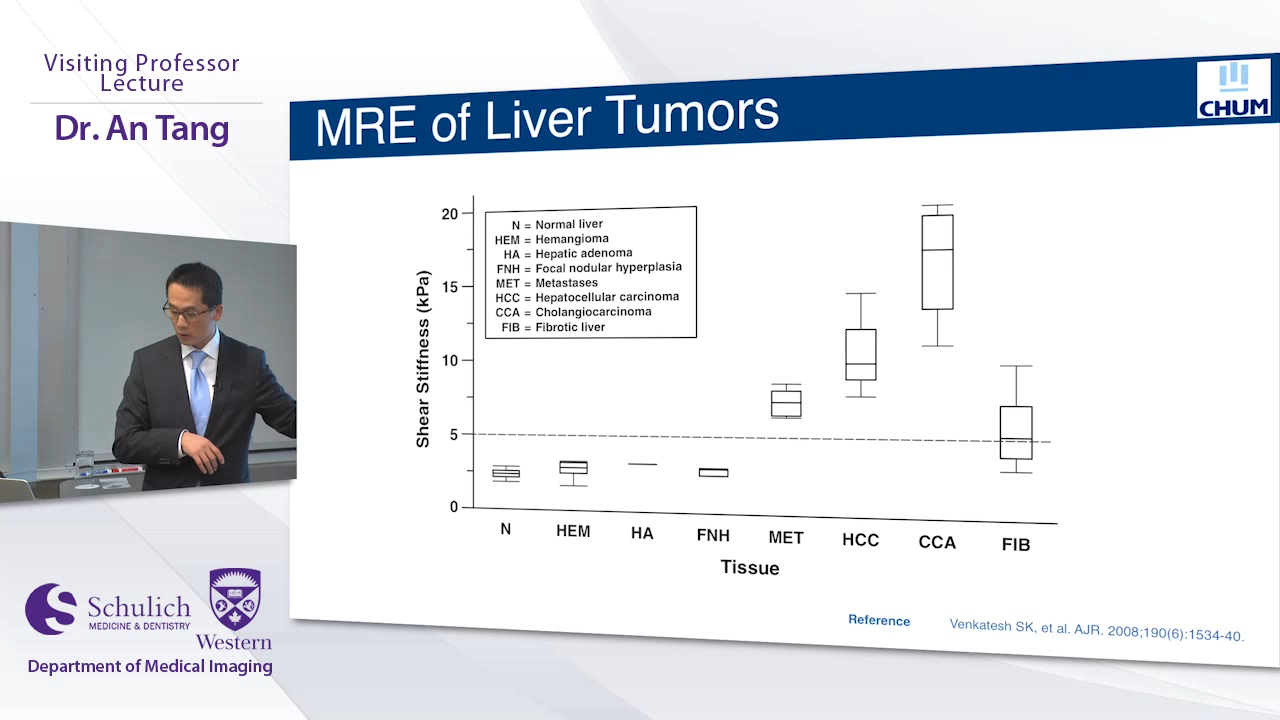 Visiting Professor
Lecture
Dr. An Tang
MRE of Liver Tumors
CHUM
N = Normal liver
HEM = Hemangioma
HA = Hepatic adenoma
FNH = Focal nodular hyperplasia
MET = Metastases
HCC = Hepatocellular carcinoma
CCA = Cholangiocarcinoma
FIB = Fibrotic liver
Shear Stiffness (kPa)
20
15
10
5
0
N HEM HA FNH MET HCC CCA FIB
Tissue
Reference Venkatesh SK, et al. AJR. 2008;190(6):1534-40.
Schulich
MEDICINE & DENTISTRY
Western
Department of Medical Imaging